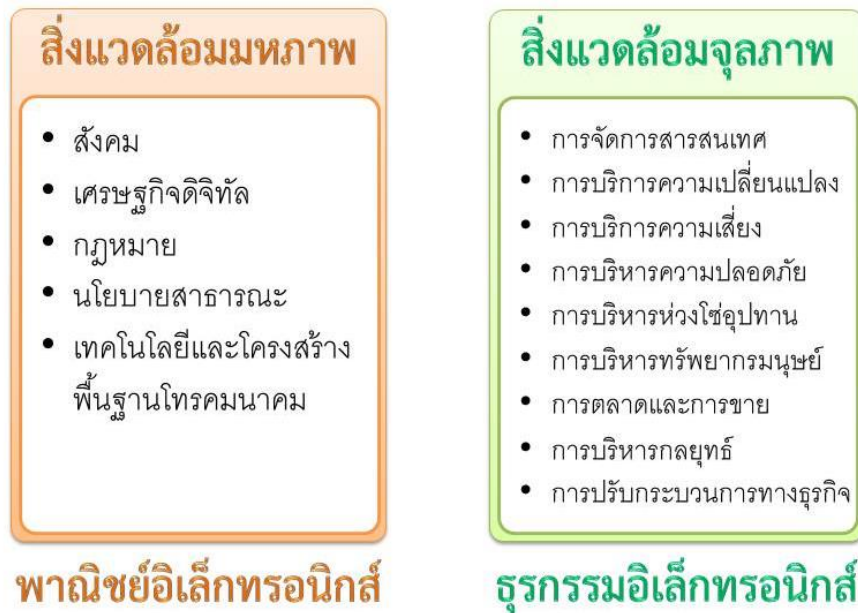 สิ่งแวดล้อมมหภาพ
• สังคม
• เศรษฐกิจดิจิทัล
• กฎหมาย
• นโยบายสาธารณะ
• เทคโนโลยีและโครงสร้าง
พื้นฐานโทรคมนาคม
พาณิชย์อิเล็กทรอนิกส์
สิ่งแวดล้อมจุลภาพ
• การจัดการสารสนเทศ
• การบริการความเปลี่ยนแปลง
• การบริการความเสี่ยง
• การบริหารความปลอดภัย
• การบริหารห่วงโซ่อุปทาน
• การบริหารทรัพยากรมนุษย์
• การตลาดและการขาย
• การบริหารกลยุทธ์
• การปรับกระบวนการทางธุรกิจ
ธุรกรรมอิเล็กทรอนิกส์